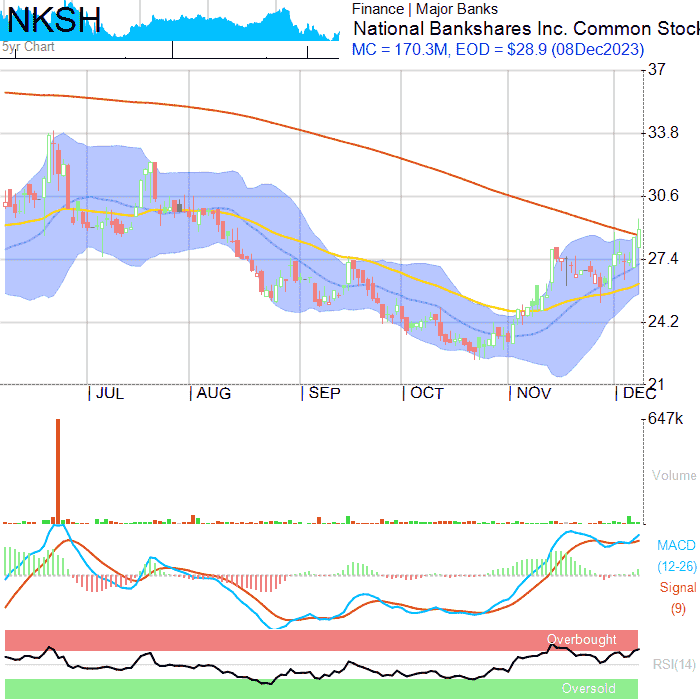 NKSH
5yr Chart
Finance | Major Banks
National Bankshares Inc. Common Stock
MC = 170.3M, EOD = $28.9 (08Dec2023)
37
33.8
30.6
27.4
24.2
21
JUL AUG SEP OCT NOV DEC
647k
Volume
MACD
(12-26)
Signal
(9)
Overbought
RSI(14)
Oversold